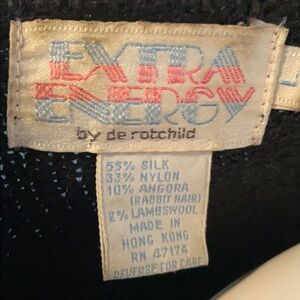 EXTRA
ENERGY
by de rotchild
L
55% SILK
33% NYLON
10% ANGORA
(RABBIT HAIR)
2% LAMBSWOOL
MADE IN
HONG KONG
RN 47174
REVERSE FOR CARE